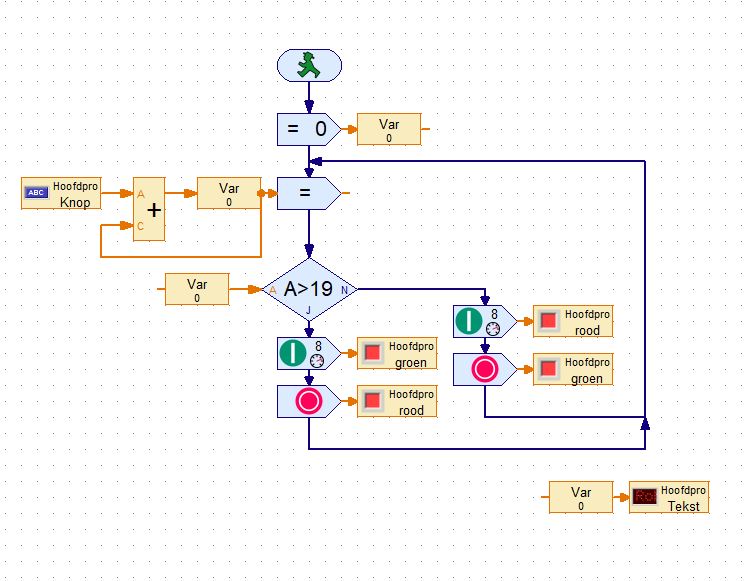 = 0
Var
0
ABC
Hoofdpro
Knop
A
+
C
Var
0
=
Var
0
A
A>19
N
J
8
Hoofdpro
rood
8
Hoofdpro
groen
Hoofdpro
groen
Hoofdpro
rood
Var
0
Hoofdpro
Tekst